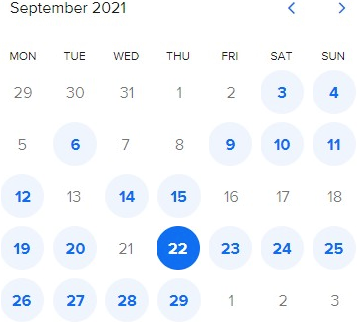 September 2021
MON TUE WED THU FRI SAT SUN
29 30 31 1 2 3 4
5 6 7 8 9 10 11
12 13 14 15 16 17 18
19 20 21 22 23 24 25
26 27 28 29 1 2 3